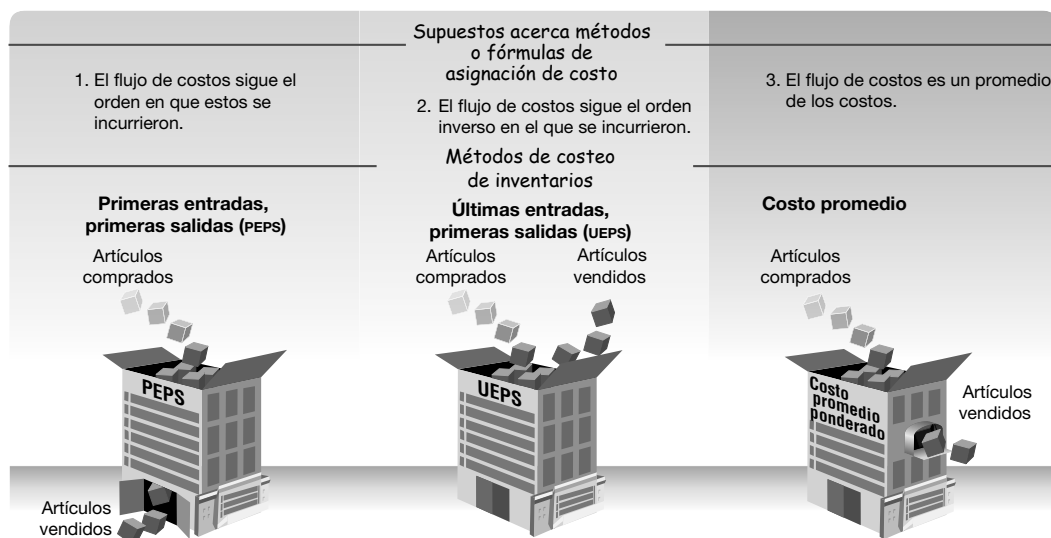 Supuestos acerca métodos
o fórmulas de
asignación de costo
1. El flujo de costos sigue el
orden en que estos se
incurrieron.
2. El flujo de costos sigue el orden
inverso en el que se incurrieron.
3. El flujo de costos es un promedio
de los costos.
Métodos de costeo
de inventarios
Primeras entradas,
primeras salidas (PEPS)
Artículos
comprados
PEPS
Artículos
vendidos
Últimas entradas,
primeras salidas (UEPS)
Artículos
comprados
Artículos
vendidos
UEPS
Costo promedio
Artículos
comprados
Costo
promedio
ponderado
Artículos
vendidos